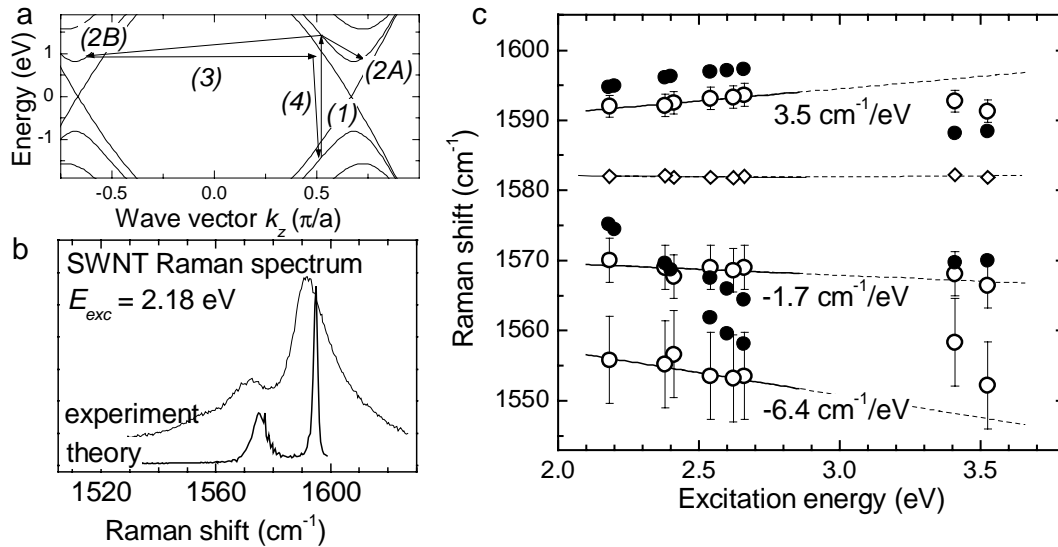 a
(2B)
(2A)
(3)
(4)
(1)
Energy (eV)
1
0
-1
-0.5
0.0
0.5
Wave vector k_z (π/a)
b
SWNT Raman spectrum
E_exc = 2.18 eV
experiment
theory
1520
1560
1600
Raman shift (cm⁻¹)
c
Raman shift (cm⁻¹)
1600
1590
1580
1570
1560
1550
3.5 cm⁻¹/eV
-1.7 cm⁻¹/eV
-6.4 cm⁻¹/eV
2.0
2.5
3.0
3.5
Excitation energy (eV)